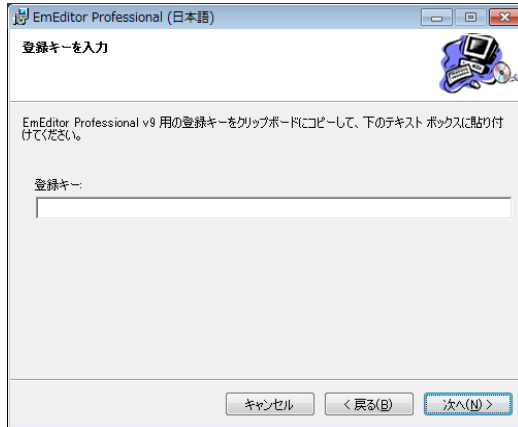 EmEditor Professional (日本語)
登録キーを入力
EmEditor Professional v9 用の登録キーをクリップボードにコピーして、下のテキスト ボックスに貼り付
けてください。
登録キー:
キャンセル
< 戻る(B)
次へ(N) >